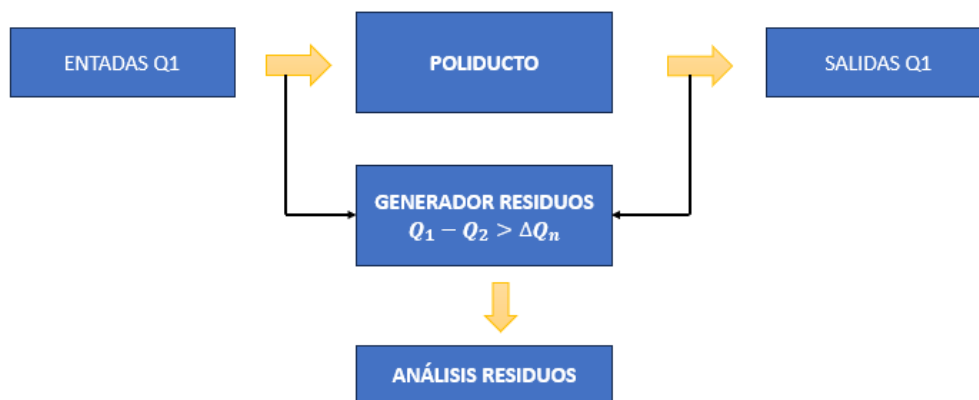 ENTADAS Q1
POLIDUCTO
SALIDAS Q1
GENERADOR RESIDUOS
Q₁ − Q₂ > ΔQₙ
ANÁLISIS RESIDUOS